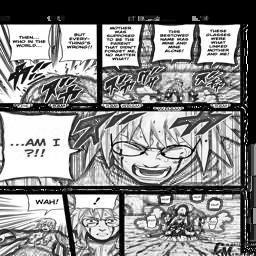 THESE
GLASSES
WERE
WHAT
LINKED
MOTHER
AND ME!
THIS
BESTOWED
NAME WAS
MINE AND
MINE
ALONE!
MOTHER
WAS
SUPPOSED
TO BE THE
PARENT
THAT DIDN'T
FORGET ME,
NO MATTER
WHAT!
BUT
EVERY-
THING'S
WRONG!!
THEN...
WHO IN THE
WORLD...
...AM I
?!!
!
WAH!